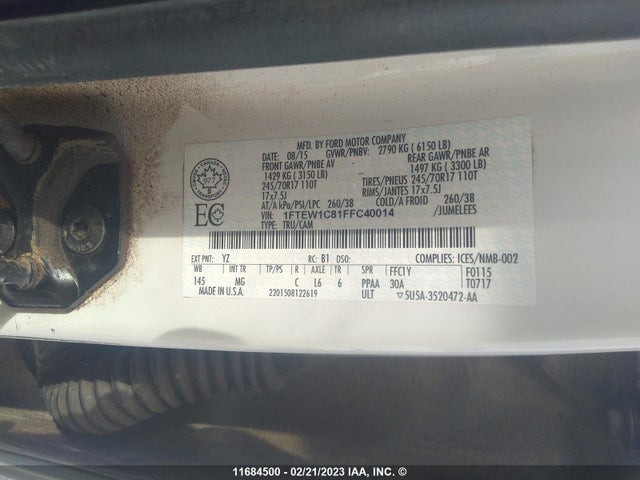 MFD. BY FORD MOTOR COMPANY
DATE: 08/15 GVWR/PNBV: 2790 KG ( 6150 LB)
FRONT GAWR/PNBE AV REAR GAWR/PNBE AR
1429 KG ( 3150 LB) 1497 KG ( 3300 LB)
245/70R17 110T TIRES/PNEUS 245/70R17 110T
17x7.5J RIMS/JANTES 17x7.5J
AT/A kPa/PSI/LPC 260/38 COLD/A FROID 260/38
VIN: 1FTEW1C81FFC40014 /JUMELEES
TYPE: TRU/CAM
EC
EXT PNT: YZ RC: B1 DSO: COMPLIES: ICES/NMB-002
WB INT TR TP/PS R AXLE TR SPR FFC1Y F0115
145 MG C L6 6 PPAA 30A T0717
MADE IN U.S.A. 2201508122619 ULT 5U5A-3520472-AA
11684500 - 02/21/2023 IAA, Inc. ©